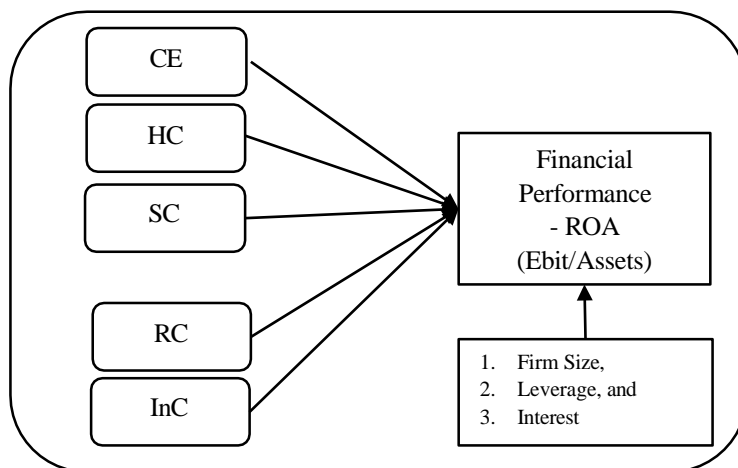 CE
HC
SC
RC
InC
Financial
Performance
- ROA
(Ebit/Assets)
1. Firm Size,
2. Leverage, and
3. Interest